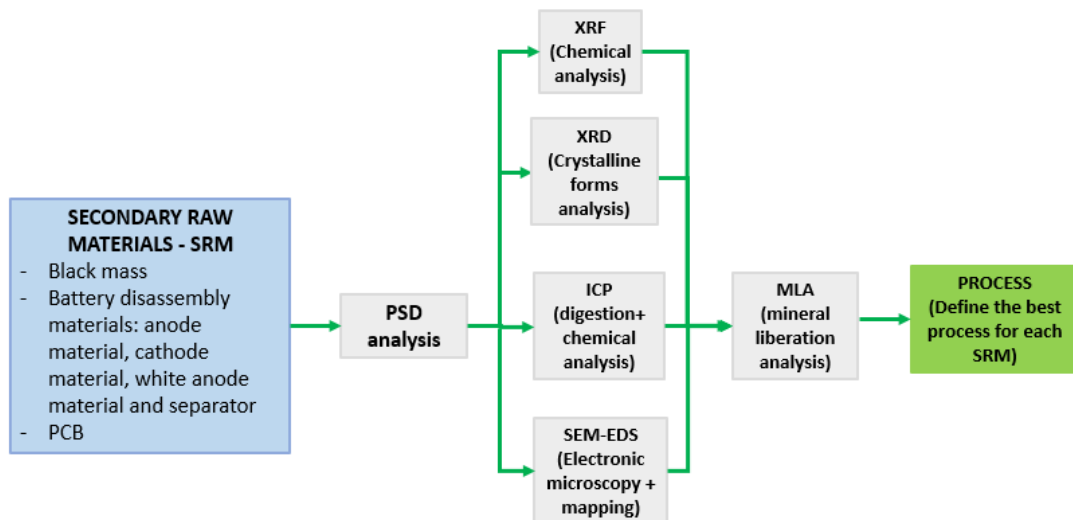 SECONDARY RAW
MATERIALS - SRM
- Black mass
- Battery disassembly
materials: anode
material, cathode
material, white anode
material and separator
- PCB
PSD
analysis
XRF
(Chemical
analysis)
XRD
(Crystalline
forms
analysis)
ICP
(digestion+
chemical
analysis)
SEM-EDS
(Electronic
microscopy +
mapping)
MLA
(mineral
liberation
analysis)
PROCESS
(Define the best
process for each
SRM)